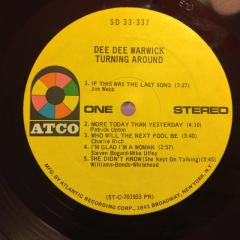 SD 33-337
DEE DEE WARWICK
TURNING AROUND
1. IF THIS WAS THE LAST SONG (3:27)
Jim Webb
ATCO
ONE
STEREO
2. MORE TODAY THAN YESTERDAY (4:10)
Patrick Upton
3. WHO WILL THE NEXT FOOL BE (3:40)
Charlie Rich
4. I'M GLAD I'M A WOMAN (2:57)
Steven Bogard-Mike Utley
5. SHE DIDN'T KNOW (She Kept On Talking) (3:45)
Williams-Bonds-Whitehead
(ST-C-701933 PR)
MFG. BY ATLANTIC RECORDING CORP., 1841 BROADWAY, NEW YORK, N.Y.